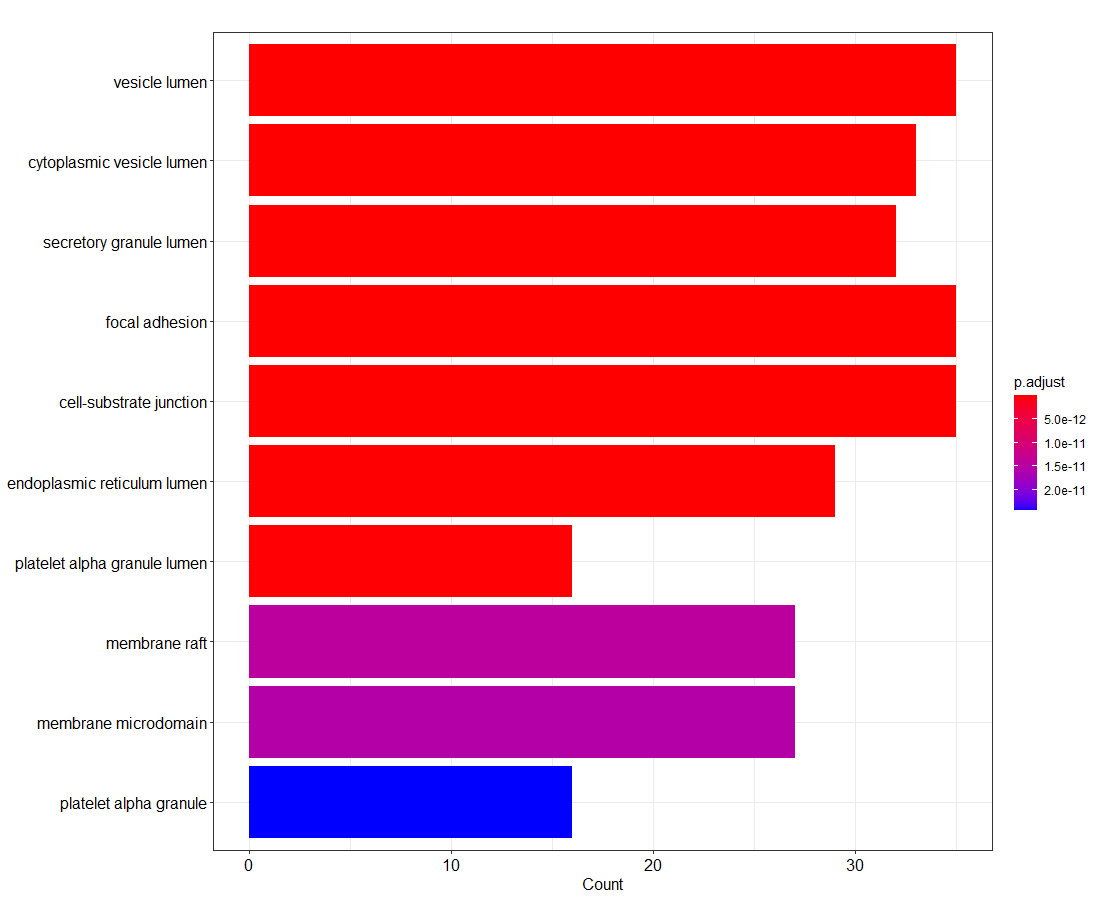 vesicle lumen
cytoplasmic vesicle lumen
secretory granule lumen
focal adhesion
cell-substrate junction
endoplasmic reticulum lumen
platelet alpha granule lumen
membrane raft
membrane microdomain
platelet alpha granule
0 10 20 30
Count
p.adjust
5.0e-12
1.0e-11
1.5e-11
2.0e-11